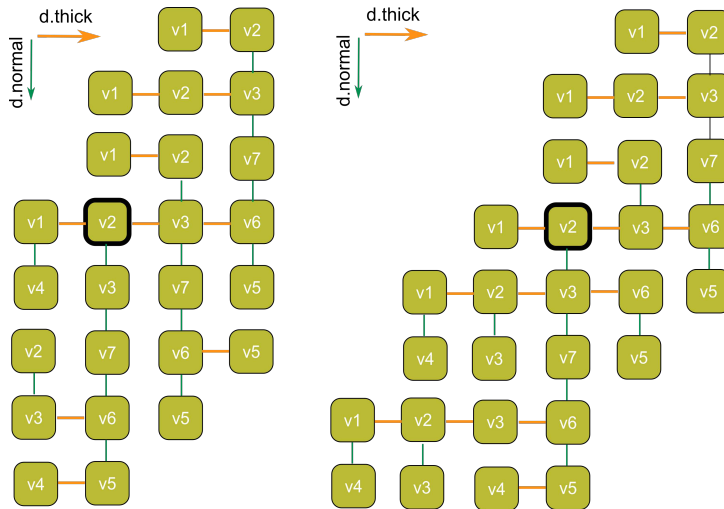 d.thick
d.normal
v1 v2
v1 v2 v3
v1 v2 v7
v1 v2 v3 v6
v4 v3 v7 v5
v2 v7 v6 v5
v3 v6 v5
v4 v5
d.thick
d.normal
v1 v2
v1 v2 v3
v1 v2 v7
v1 v2 v3 v6
v1 v2 v3 v6 v5
v4 v3 v7 v5
v1 v2 v3 v6
v4 v3 v4 v5